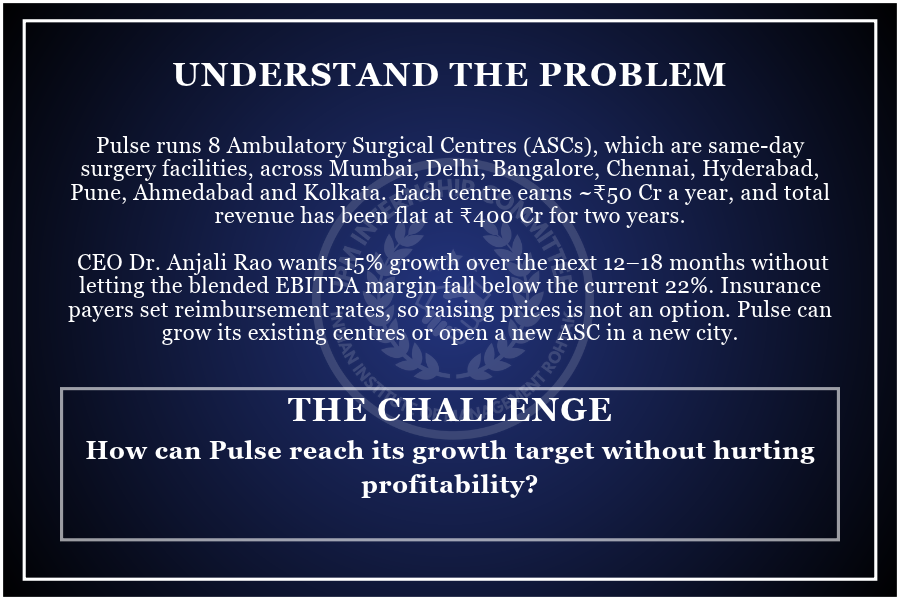 UNDERSTAND THE PROBLEM
Pulse runs 8 Ambulatory Surgical Centres (ASCs), which are same-day
surgery facilities, across Mumbai, Delhi, Bangalore, Chennai, Hyderabad,
Pune, Ahmedabad and Kolkata. Each centre earns ~₹50 Cr a year, and total
revenue has been flat at ₹400 Cr for two years.
CEO Dr. Anjali Rao wants 15% growth over the next 12–18 months without
letting the blended EBITDA margin fall below the current 22%. Insurance
payers set reimbursement rates, so raising prices is not an option. Pulse can
grow its existing centres or open a new ASC in a new city.
THE CHALLENGE
How can Pulse reach its growth target without hurting
profitability?